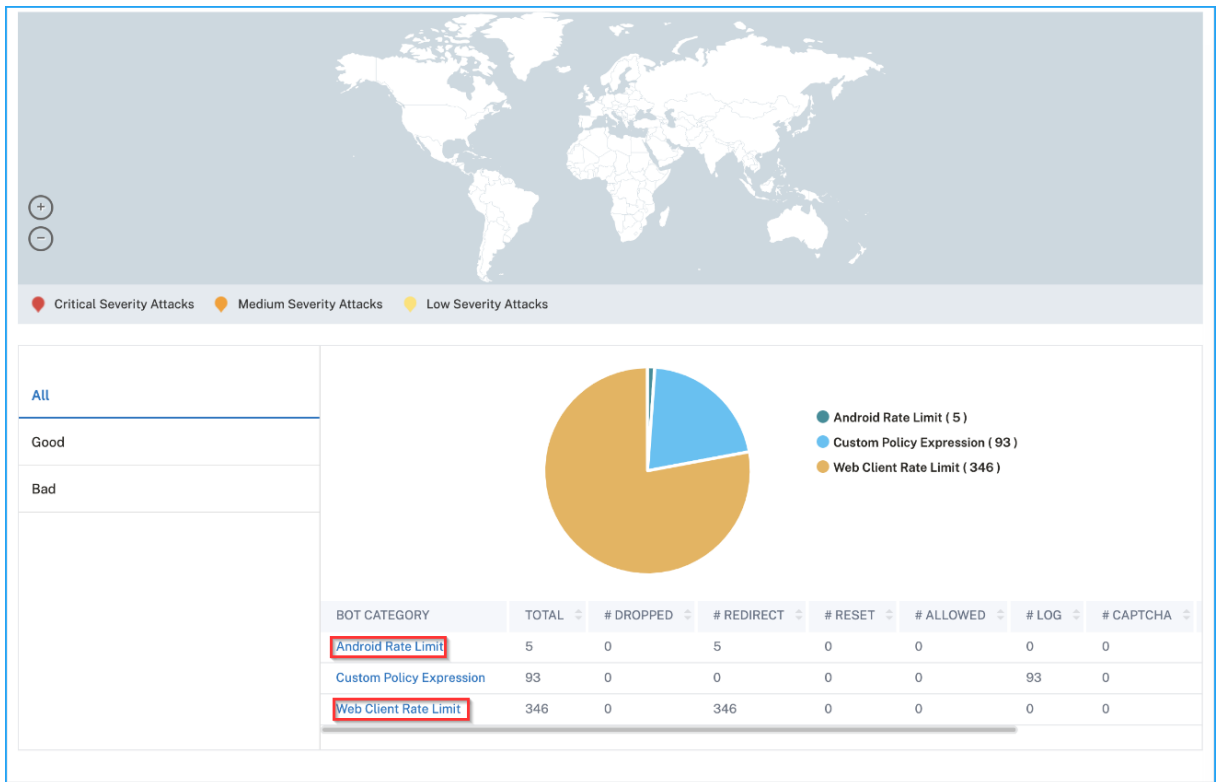 +
−
Critical Severity Attacks Medium Severity Attacks Low Severity Attacks
All
Good
Bad
Android Rate Limit ( 5 )
Custom Policy Expression ( 93 )
Web Client Rate Limit ( 346 )
BOT CATEGORY TOTAL # DROPPED # REDIRECT # RESET # ALLOWED # LOG # CAPTCHA
Android Rate Limit 5 0 5 0 0 0 0
Custom Policy Expression 93 0 0 0 0 93 0
Web Client Rate Limit 346 0 346 0 0 0 0